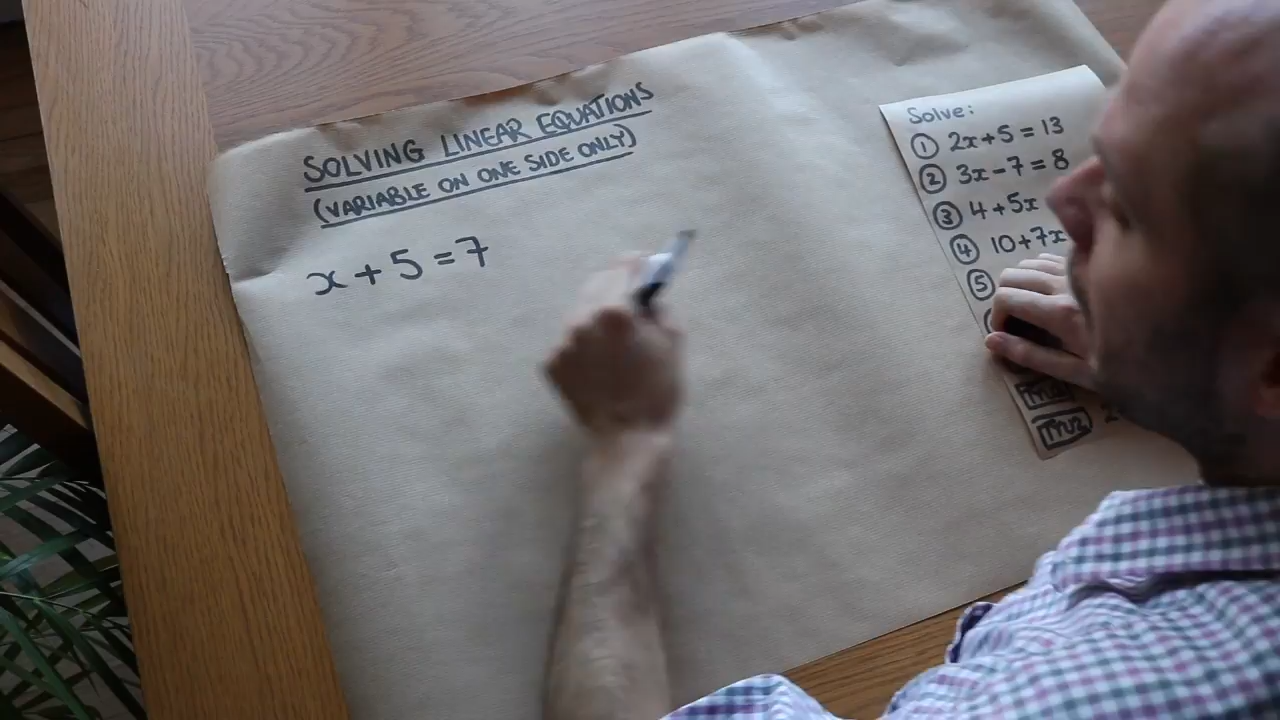 SOLVING LINEAR EQUATIONS
(VARIABLE ON ONE SIDE ONLY)
x + 5 = 7
Solve:
① 2x + 5 = 13
② 3x - 7 = 8
③ 4 + 5x
④ 10 + 7x
⑤